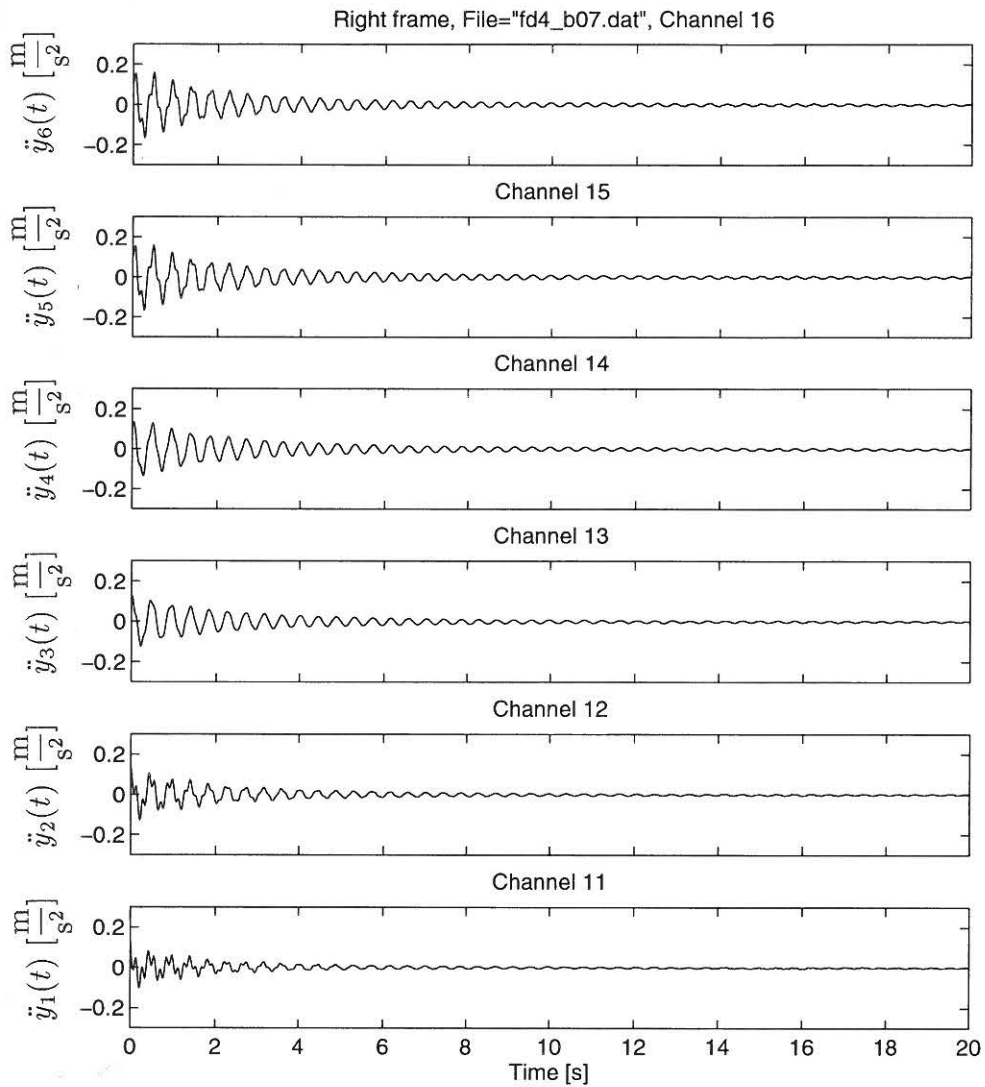 Right frame, File="fd4_b07.dat", Channel 16
ÿ6(t) [m/s²]
0.2
0
−0.2
Channel 15
ÿ5(t) [m/s²]
0.2
0
−0.2
Channel 14
ÿ4(t) [m/s²]
0.2
0
−0.2
Channel 13
ÿ3(t) [m/s²]
0.2
0
−0.2
Channel 12
ÿ2(t) [m/s²]
0.2
0
−0.2
Channel 11
ÿ1(t) [m/s²]
0.2
0
−0.2
0 2 4 6 8 10 12 14 16 18 20
Time [s]